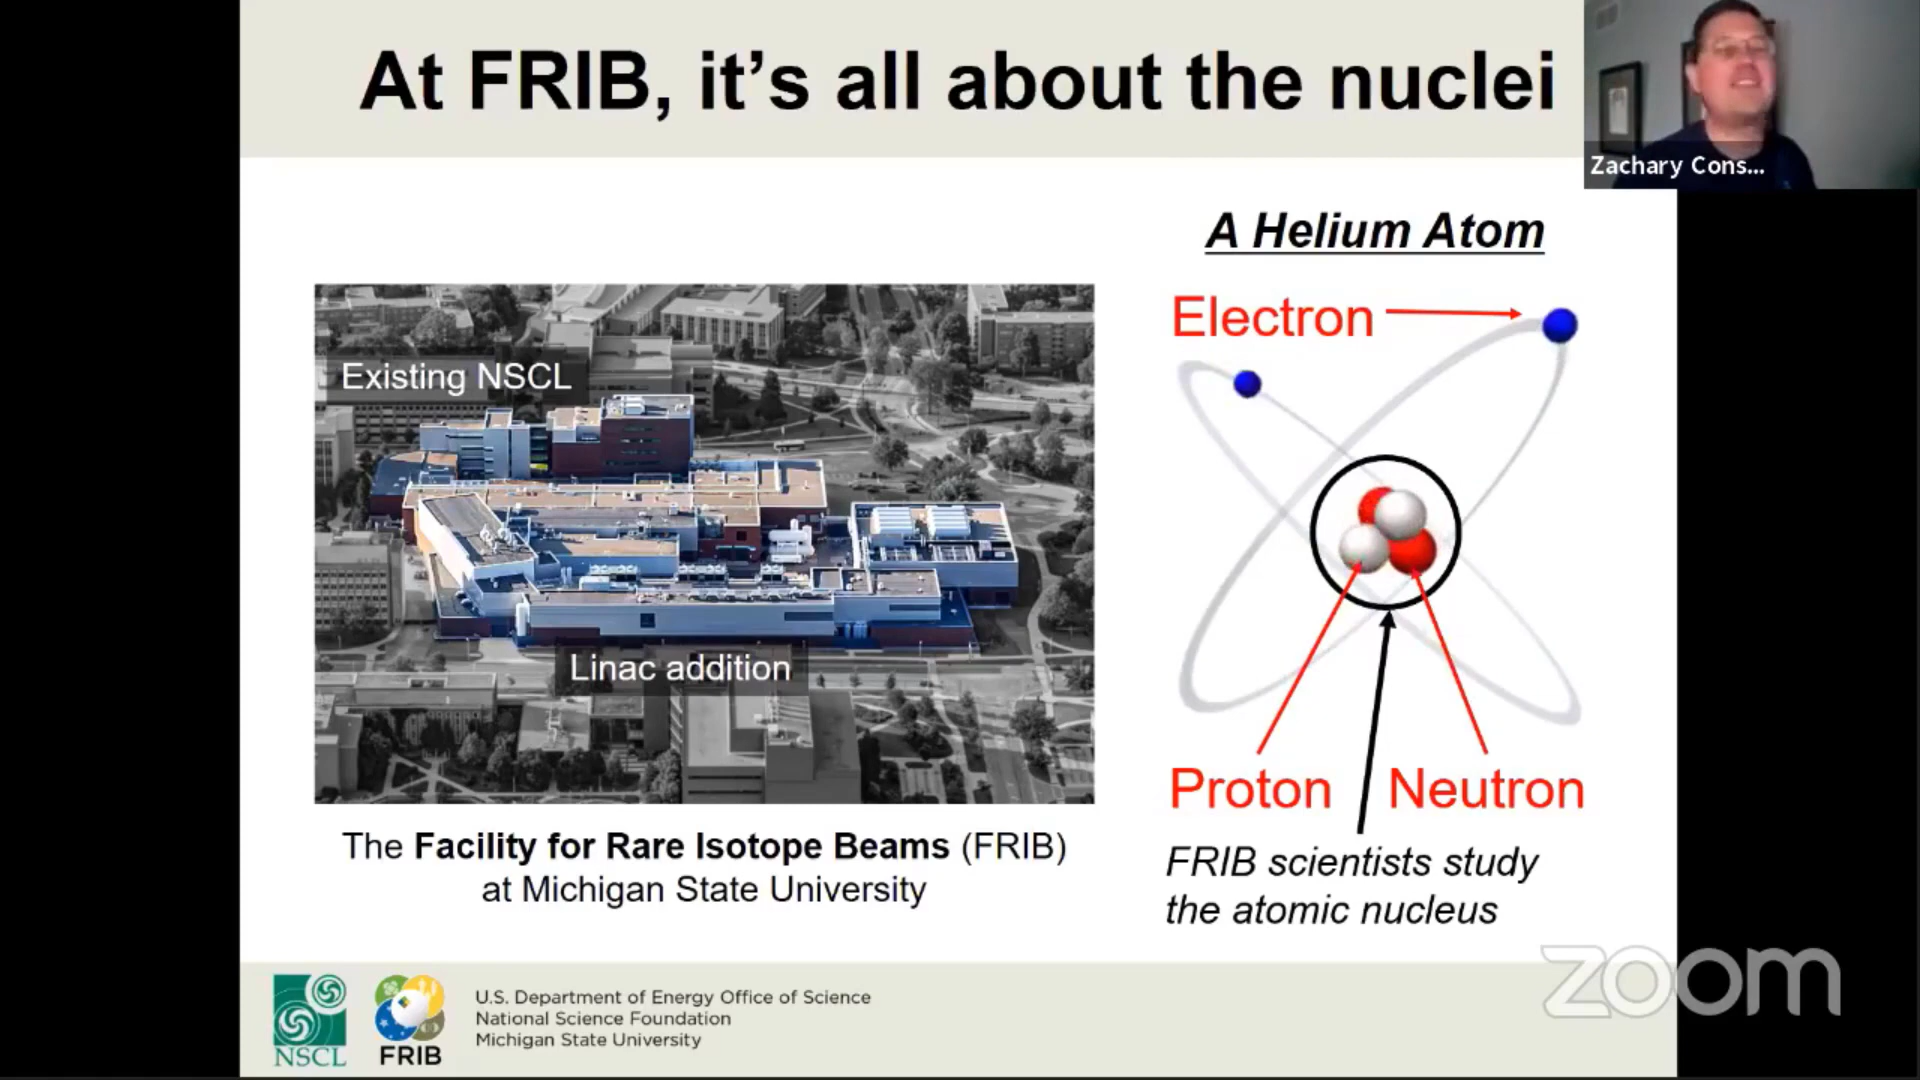 At FRIB, it's all about the nuclei
Zachary Cons...
A Helium Atom
Electron
Existing NSCL
Linac addition
Proton
Neutron
The Facility for Rare Isotope Beams (FRIB)
at Michigan State University
FRIB scientists study
the atomic nucleus
NSCL
FRIB
U.S. Department of Energy Office of Science
National Science Foundation
Michigan State University
zoom